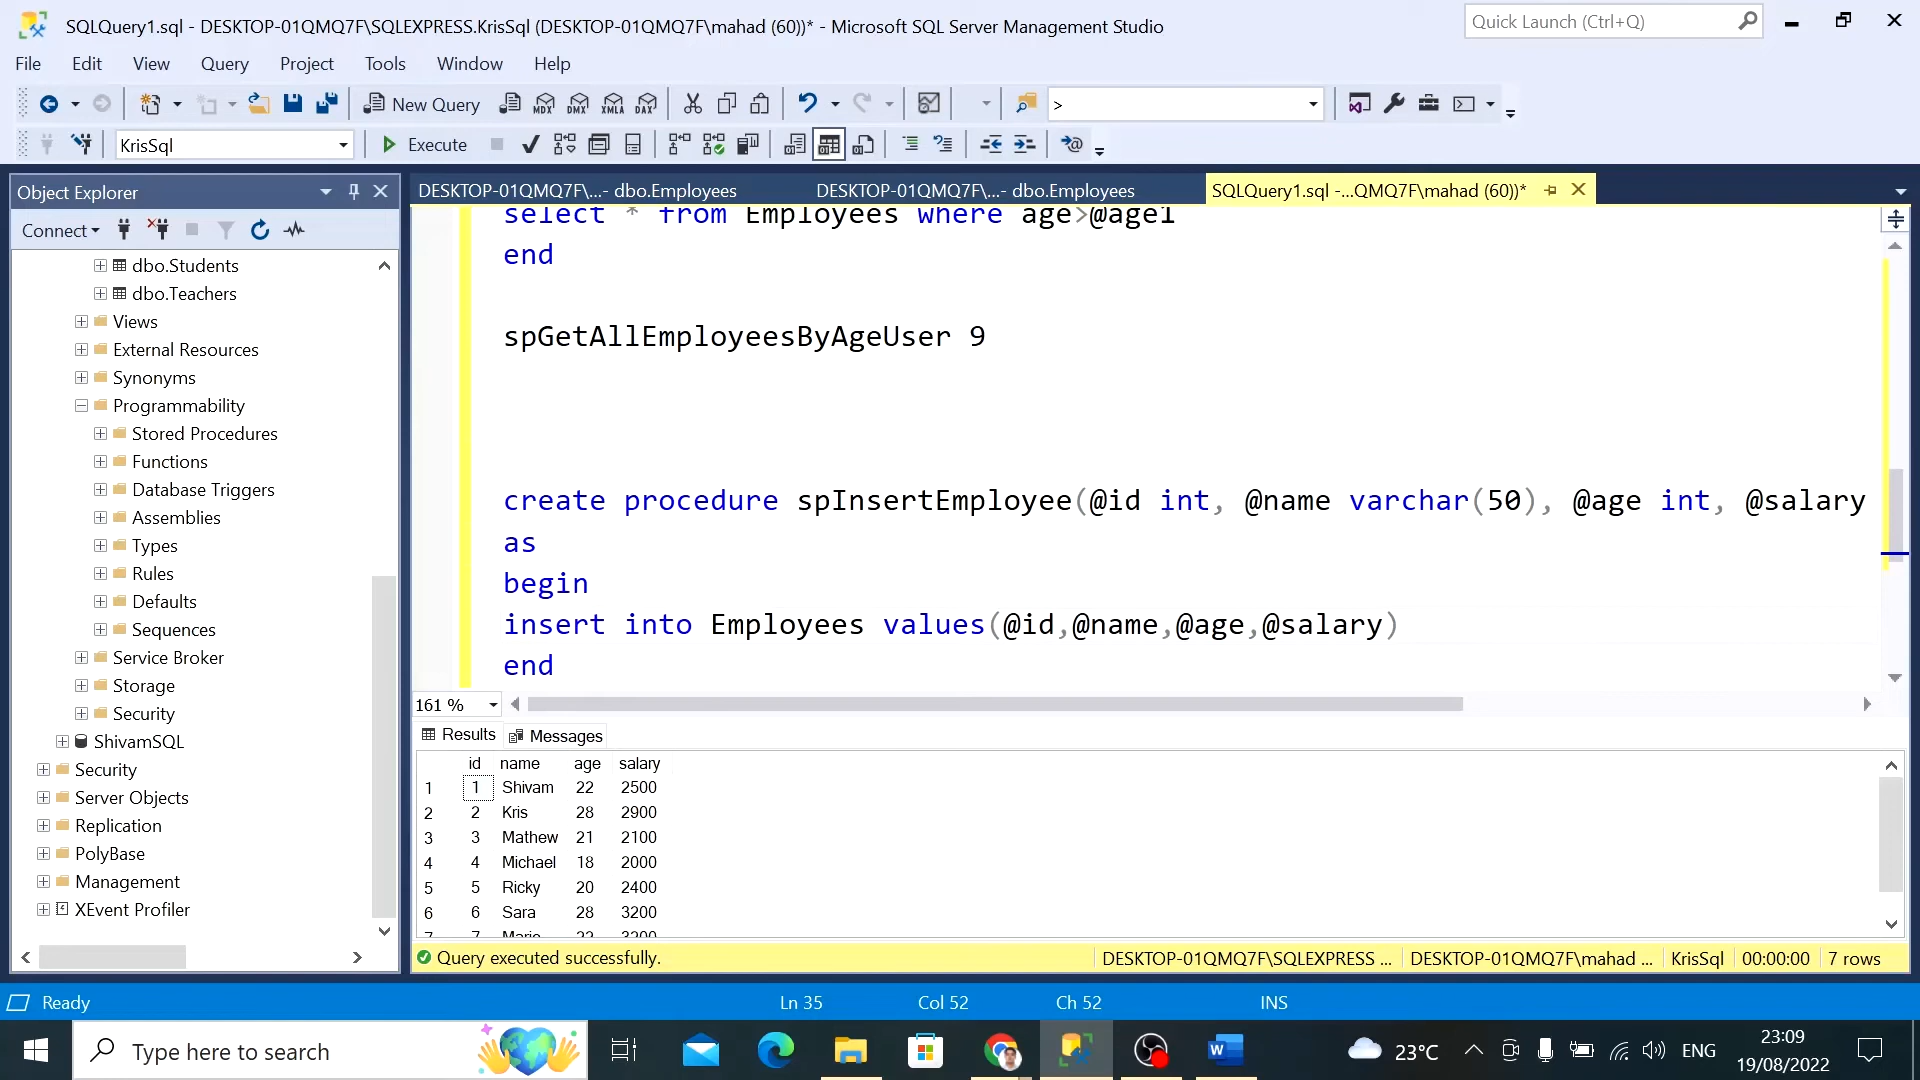 SQLQuery1.sql - DESKTOP-01QMQ7F\SQLEXPRESS.KrisSql (DESKTOP-01QMQ7F\mahad (60))* - Microsoft SQL Server Management Studio
Quick Launch (Ctrl+Q)
File Edit View Query Project Tools Window Help
New Query MDX DMX XMLA DAX >
KrisSql Execute
Object Explorer
DESKTOP-01QMQ7F\...- dbo.Employees DESKTOP-01QMQ7F\...- dbo.Employees SQLQuery1.sql -...QMQ7F\mahad (60))*
Connect
dbo.Students
dbo.Teachers
Views
External Resources
Synonyms
Programmability
Stored Procedures
Functions
Database Triggers
Assemblies
Types
Rules
Defaults
Sequences
Service Broker
Storage
Security
ShivamSQL
Security
Server Objects
Replication
PolyBase
Management
XEvent Profiler
select * from Employees where age>@age1
end
spGetAllEmployeesByAgeUser 9
create procedure spInsertEmployee(@id int, @name varchar(50), @age int, @salary
as
begin
insert into Employees values(@id,@name,@age,@salary)
end
161 %
Results Messages
id name age salary
1 1 Shivam 22 2500
2 2 Kris 28 2900
3 3 Mathew 21 2100
4 4 Michael 18 2000
5 5 Ricky 20 2400
6 6 Sara 28 3200
7 7 Mario 22 3200
Query executed successfully. DESKTOP-01QMQ7F\SQLEXPRESS ... DESKTOP-01QMQ7F\mahad ... KrisSql 00:00:00 7 rows
Ready Ln 35 Col 52 Ch 52 INS
Type here to search
23°C ENG
23:09
19/08/2022